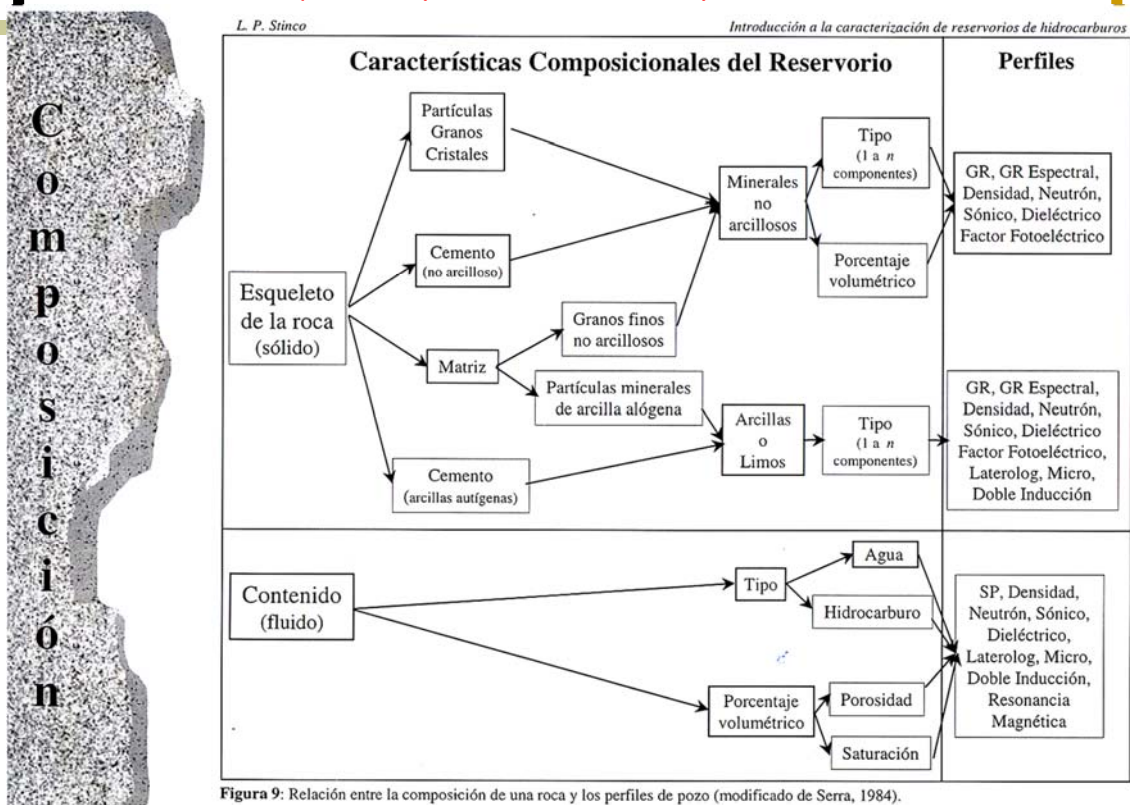 L. P. Stinco
Introducción a la caracterización de reservorios de hidrocarburos
Composición
Características Composicionales del Reservorio
Perfiles
Esqueleto
de la roca
(sólido)
Partículas
Granos
Cristales
Cemento
(no arcilloso)
Matriz
Granos finos
no arcillosos
Partículas minerales
de arcilla alógena
Cemento
(arcillas autígenas)
Minerales
no
arcillosos
Tipo
(1 a n
componentes)
Porcentaje
volumétrico
GR, GR Espectral,
Densidad, Neutrón,
Sónico, Dieléctrico
Factor Fotoeléctrico
Arcillas
o
Limos
Tipo
(1 a n
componentes)
GR, GR Espectral,
Densidad, Neutrón,
Sónico, Dieléctrico
Factor Fotoeléctrico,
Laterolog, Micro,
Doble Inducción
Contenido
(fluido)
Tipo
Agua
Hidrocarburo
Porcentaje
volumétrico
Porosidad
Saturación
SP, Densidad,
Neutrón, Sónico,
Dieléctrico,
Laterolog, Micro,
Doble Inducción,
Resonancia
Magnética
Figura 9: Relación entre la composición de una roca y los perfiles de pozo (modificado de Serra, 1984).